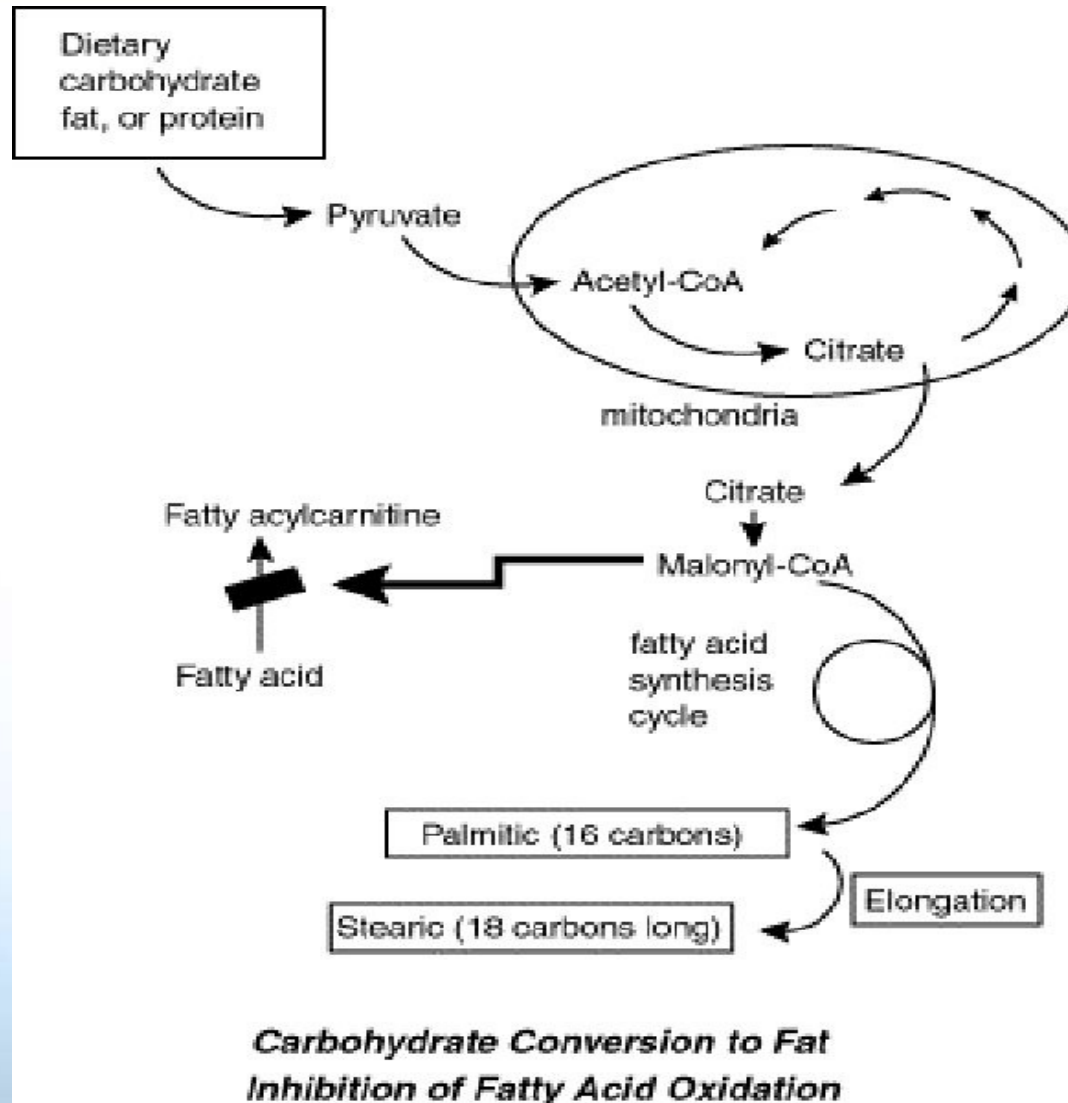 Dietary
carbohydrate
fat, or protein
Pyruvate
Acetyl-CoA
Citrate
mitochondria
Citrate
Fatty acylcarnitine
Malonyl-CoA
Fatty acid
fatty acid
synthesis
cycle
Palmitic (16 carbons)
Elongation
Stearic (18 carbons long)
Carbohydrate Conversion to Fat
Inhibition of Fatty Acid Oxidation